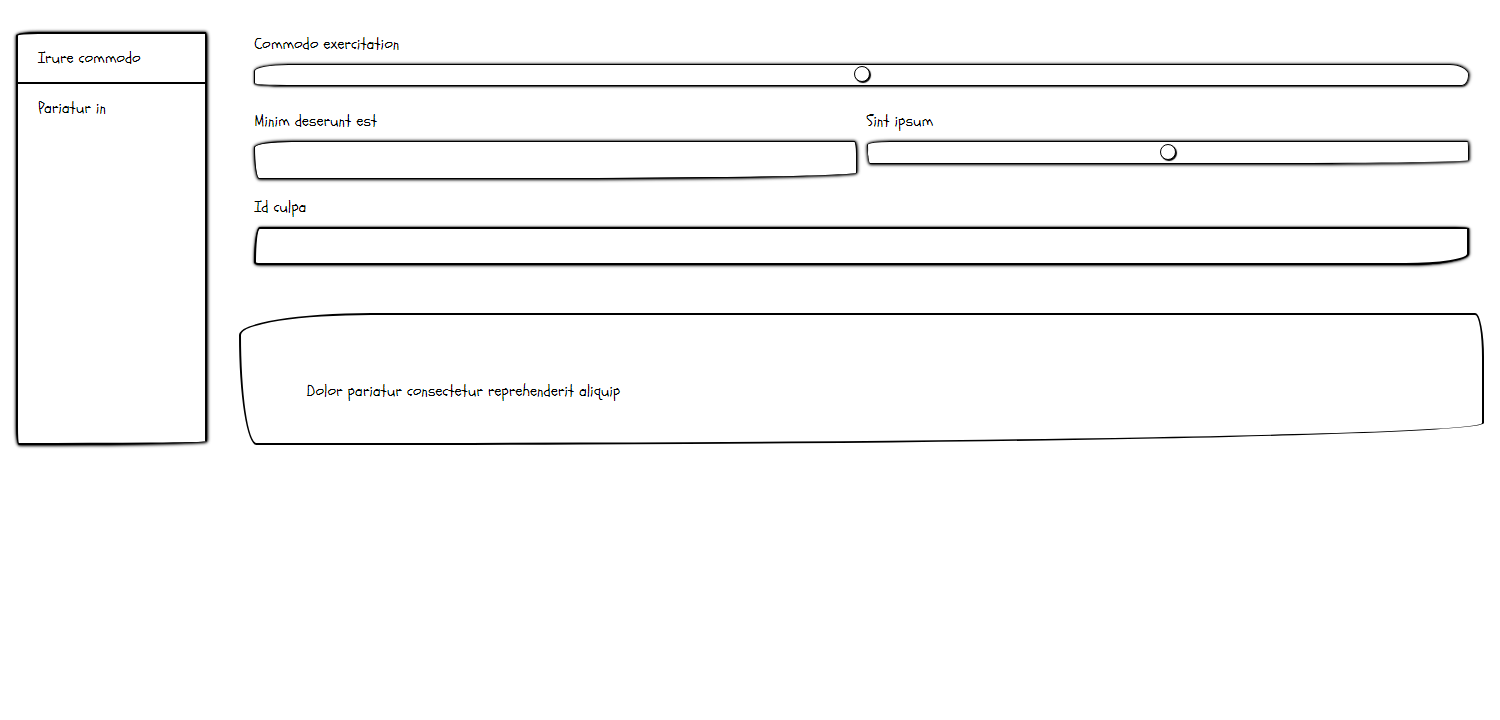 Irure commodo
Pariatur in
Commodo exercitation
Minim deserunt est
Sint ipsum
Id culpa
Dolor pariatur consectetur reprehenderit aliquip